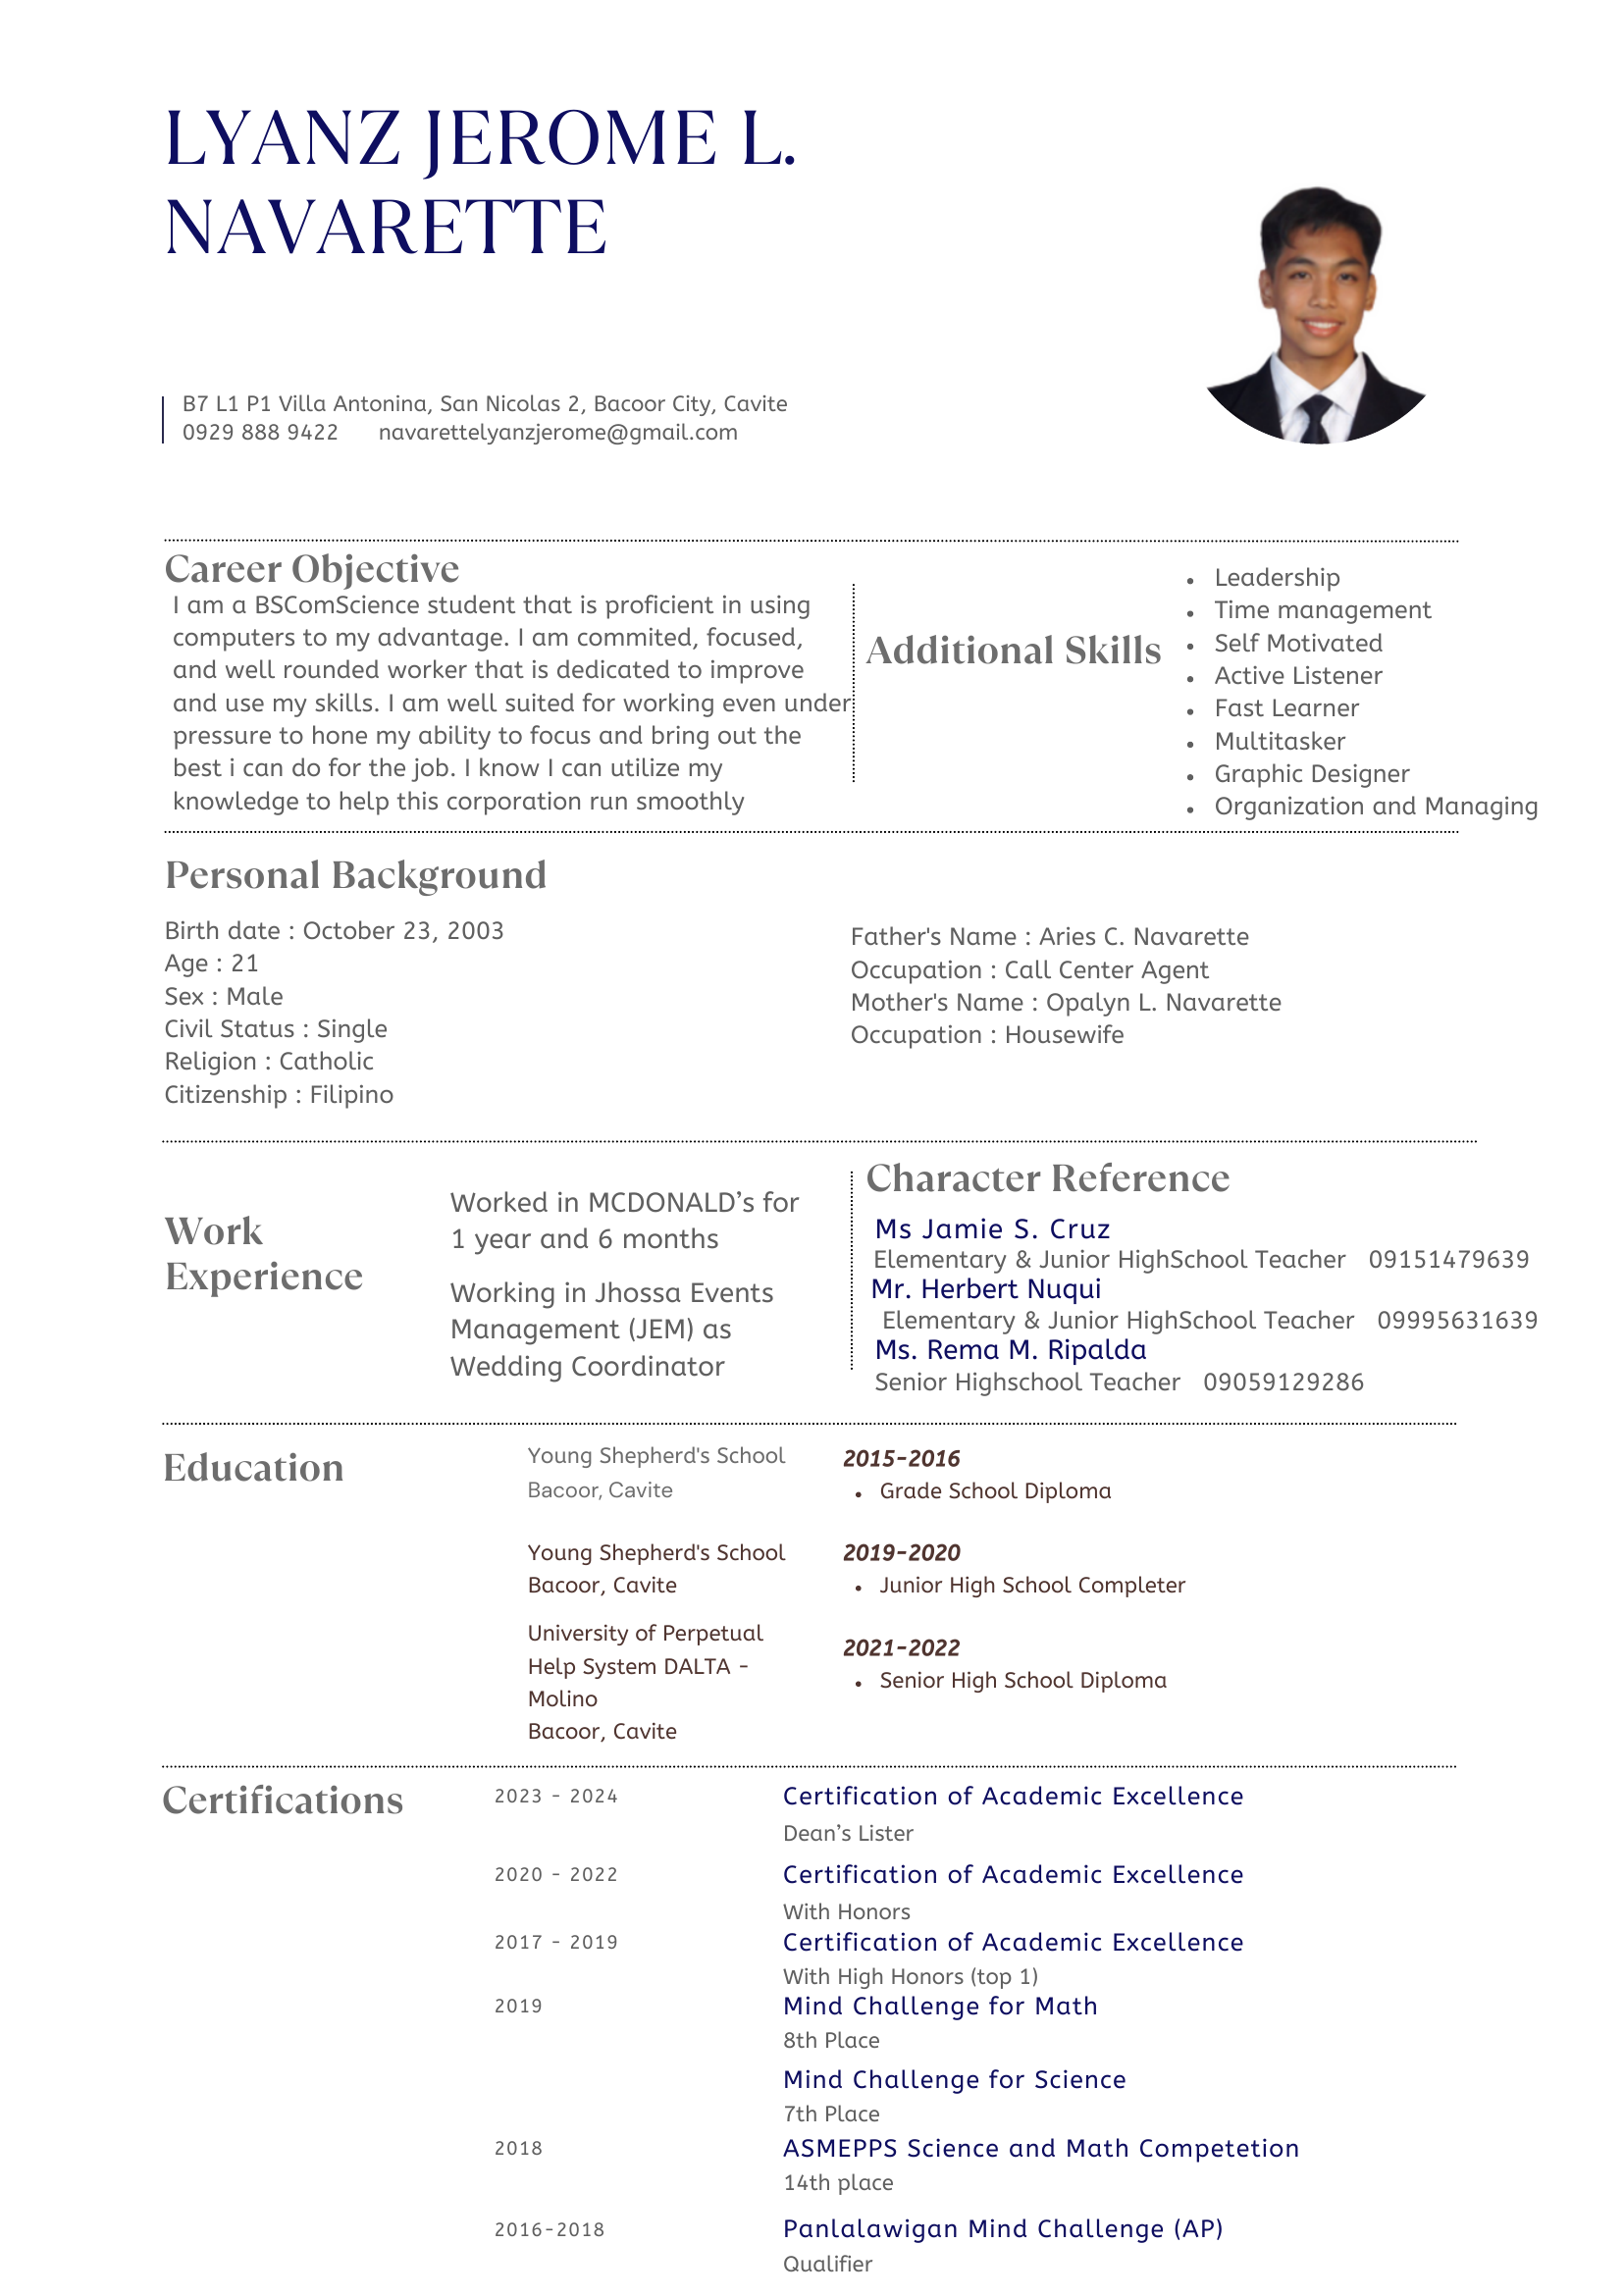 LYANZ JEROME L.
NAVARETTE
B7 L1 P1 Villa Antonina, San Nicolas 2, Bacoor City, Cavite
0929 888 9422 navarettelyanzjerome@gmail.com
Career Objective
I am a BSComScience student that is proficient in using
computers to my advantage. I am commited, focused,
and well rounded worker that is dedicated to improve
and use my skills. I am well suited for working even under
pressure to hone my ability to focus and bring out the
best i can do for the job. I know I can utilize my
knowledge to help this corporation run smoothly
Additional Skills
• Leadership
• Time management
• Self Motivated
• Active Listener
• Fast Learner
• Multitasker
• Graphic Designer
• Organization and Managing
Personal Background
Birth date : October 23, 2003
Age : 21
Sex : Male
Civil Status : Single
Religion : Catholic
Citizenship : Filipino
Father's Name : Aries C. Navarette
Occupation : Call Center Agent
Mother's Name : Opalyn L. Navarette
Occupation : Housewife
Work
Experience
Worked in MCDONALD’s for
1 year and 6 months
Working in Jhossa Events
Management (JEM) as
Wedding Coordinator
Character Reference
Ms Jamie S. Cruz
Elementary & Junior HighSchool Teacher 09151479639
Mr. Herbert Nuqui
Elementary & Junior HighSchool Teacher 09995631639
Ms. Rema M. Ripalda
Senior Highschool Teacher 09059129286
Education
Young Shepherd's School
Bacoor, Cavite
2015-2016
• Grade School Diploma
Young Shepherd's School
Bacoor, Cavite
2019-2020
• Junior High School Completer
University of Perpetual
Help System DALTA -
Molino
Bacoor, Cavite
2021-2022
• Senior High School Diploma
Certifications
2023 - 2024 Certification of Academic Excellence
Dean’s Lister
2020 - 2022 Certification of Academic Excellence
With Honors
2017 - 2019 Certification of Academic Excellence
With High Honors (top 1)
2019 Mind Challenge for Math
8th Place
Mind Challenge for Science
7th Place
2018 ASMEPPS Science and Math Competetion
14th place
2016-2018 Panlalawigan Mind Challenge (AP)
Qualifier